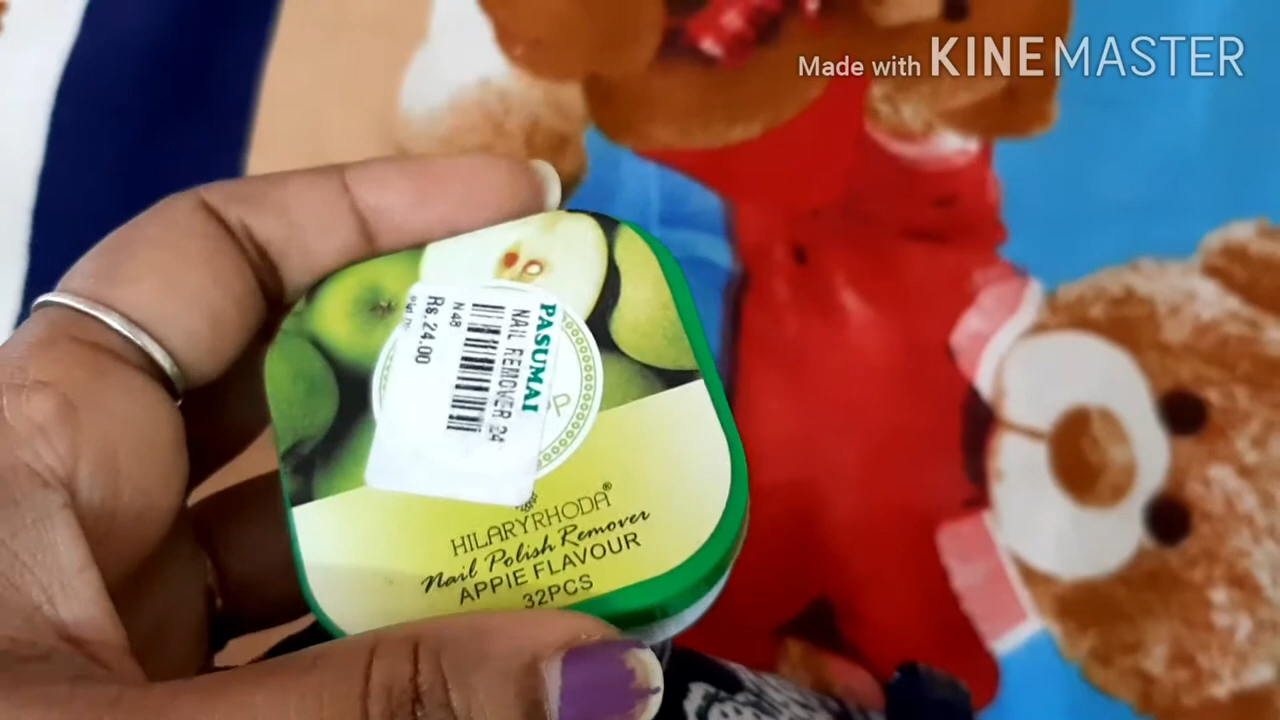 Made with KINEMASTER
PASUMAI
NAIL REMOVER 24
N48
Rs.24.00
HILARYRHODA®
Nail Polish Remover
APPIE FLAVOUR
32PCS